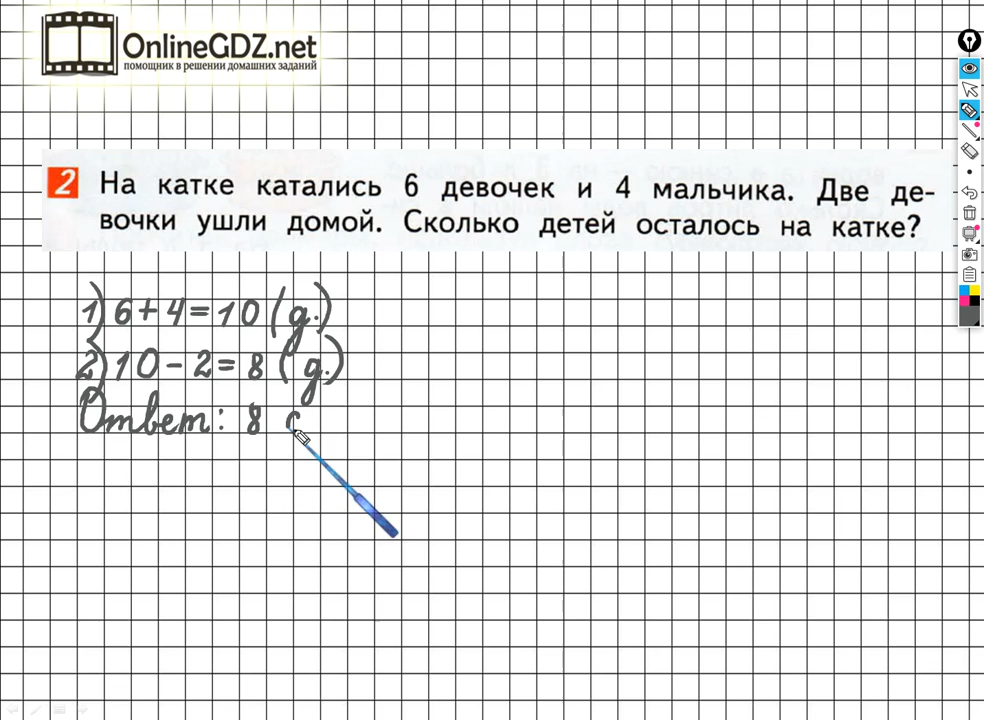 OnlineGDZ.net
помощник в решении домашних заданий
2 На катке катались 6 девочек и 4 мальчика. Две де-
вочки ушли домой. Сколько детей осталось на катке?
1) 6 + 4 = 10 (д.)
2) 10 - 2 = 8 (д.)
Ответ: 8